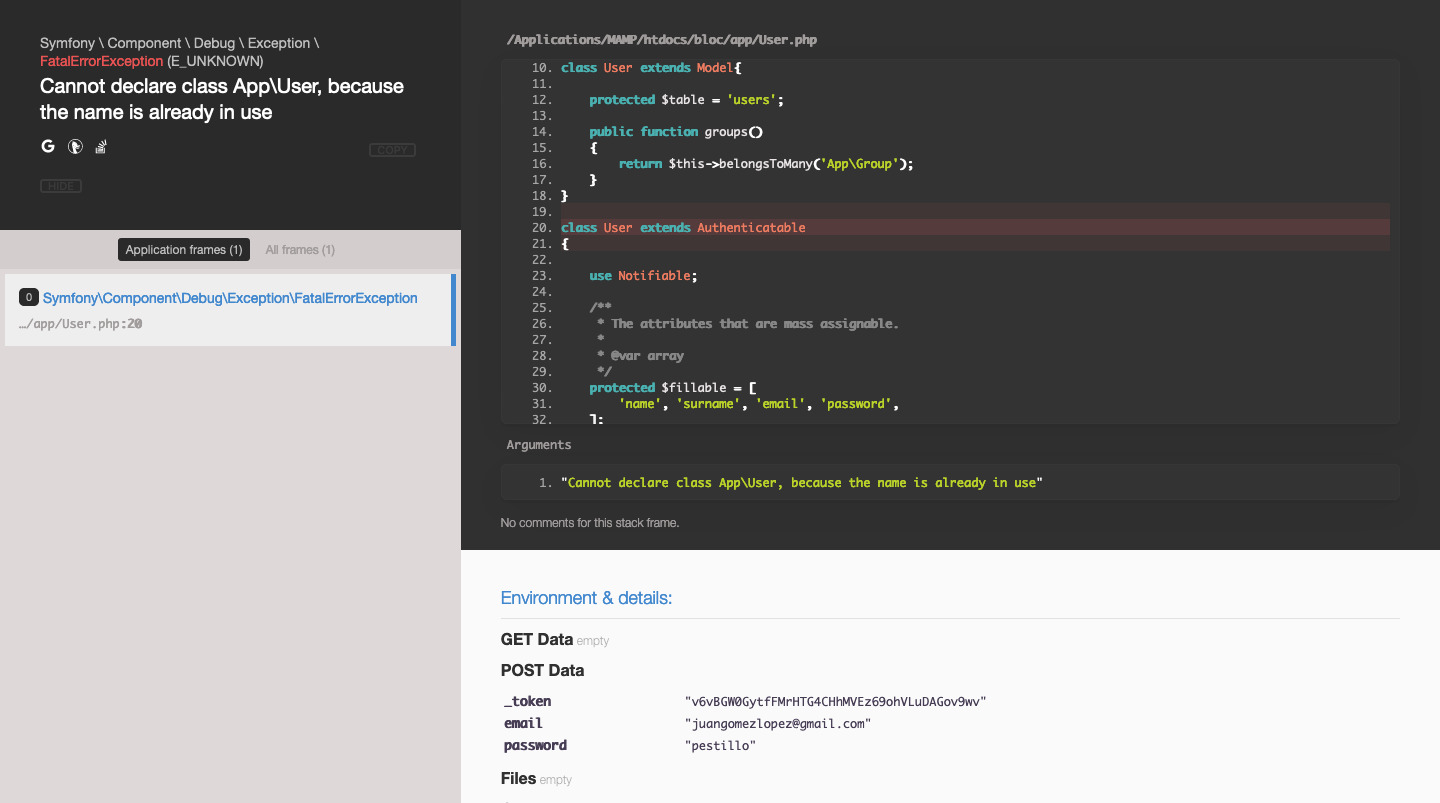 Symfony \ Component \ Debug \ Exception \
FatalErrorException (E_UNKNOWN)
Cannot declare class App\User, because
the name is already in use
COPY
HIDE
Application frames (1)
All frames (1)
0 Symfony\Component\Debug\Exception\FatalErrorException
…/app/User.php:20
/Applications/MAMP/htdocs/bloc/app/User.php
10. class User extends Model{
11.
12.     protected $table = 'users';
13.
14.     public function groups()
15.     {
16.         return $this->belongsToMany('App\Group');
17.     }
18. }
19.
20. class User extends Authenticatable
21. {
22.
23.     use Notifiable;
24.
25.     /**
26.      * The attributes that are mass assignable.
27.      *
28.      * @var array
29.      */
30.     protected $fillable = [
31.         'name', 'surname', 'email', 'password',
32.     ];
Arguments
1. "Cannot declare class App\User, because the name is already in use"
No comments for this stack frame.
Environment & details:
GET Data empty
POST Data
_token "v6vBGW0GytfFMrHTG4CHhMVEz69ohVLuDAGov9wv"
email "juangomezlopez@gmail.com"
password "pestillo"
Files empty